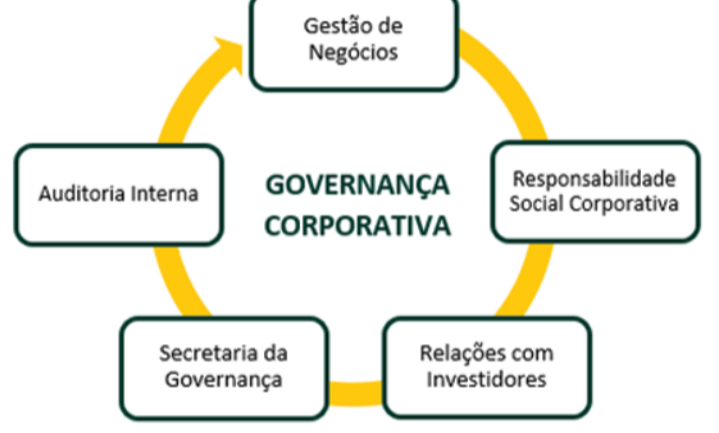 Gestão de
Negócios
Responsabilidade
Social Corporativa
Relações com
Investidores
Secretaria da
Governança
Auditoria Interna
GOVERNANÇA
CORPORATIVA